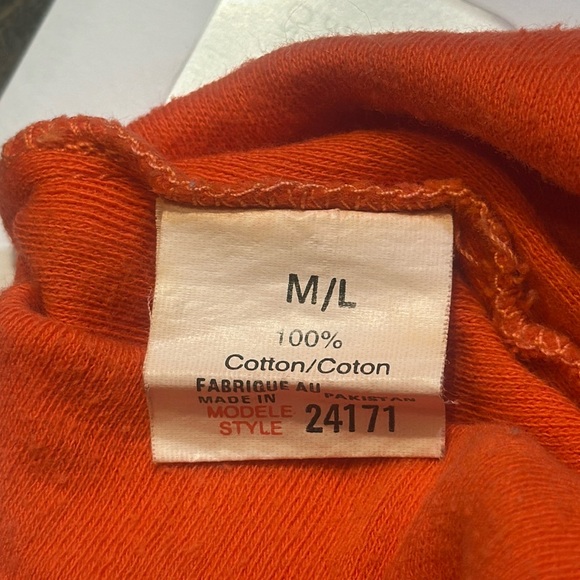 M/L
100%
Cotton/Coton
FABRIQUE AU
MADE IN PAKISTAN
MODELE
STYLE 24171